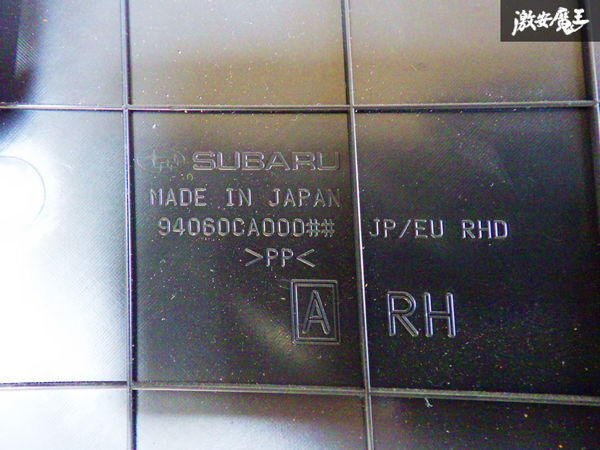 激安魔王
SUBARU
MADE IN JAPAN
94060CA000## JP/EU RHD
>PP<
A RH